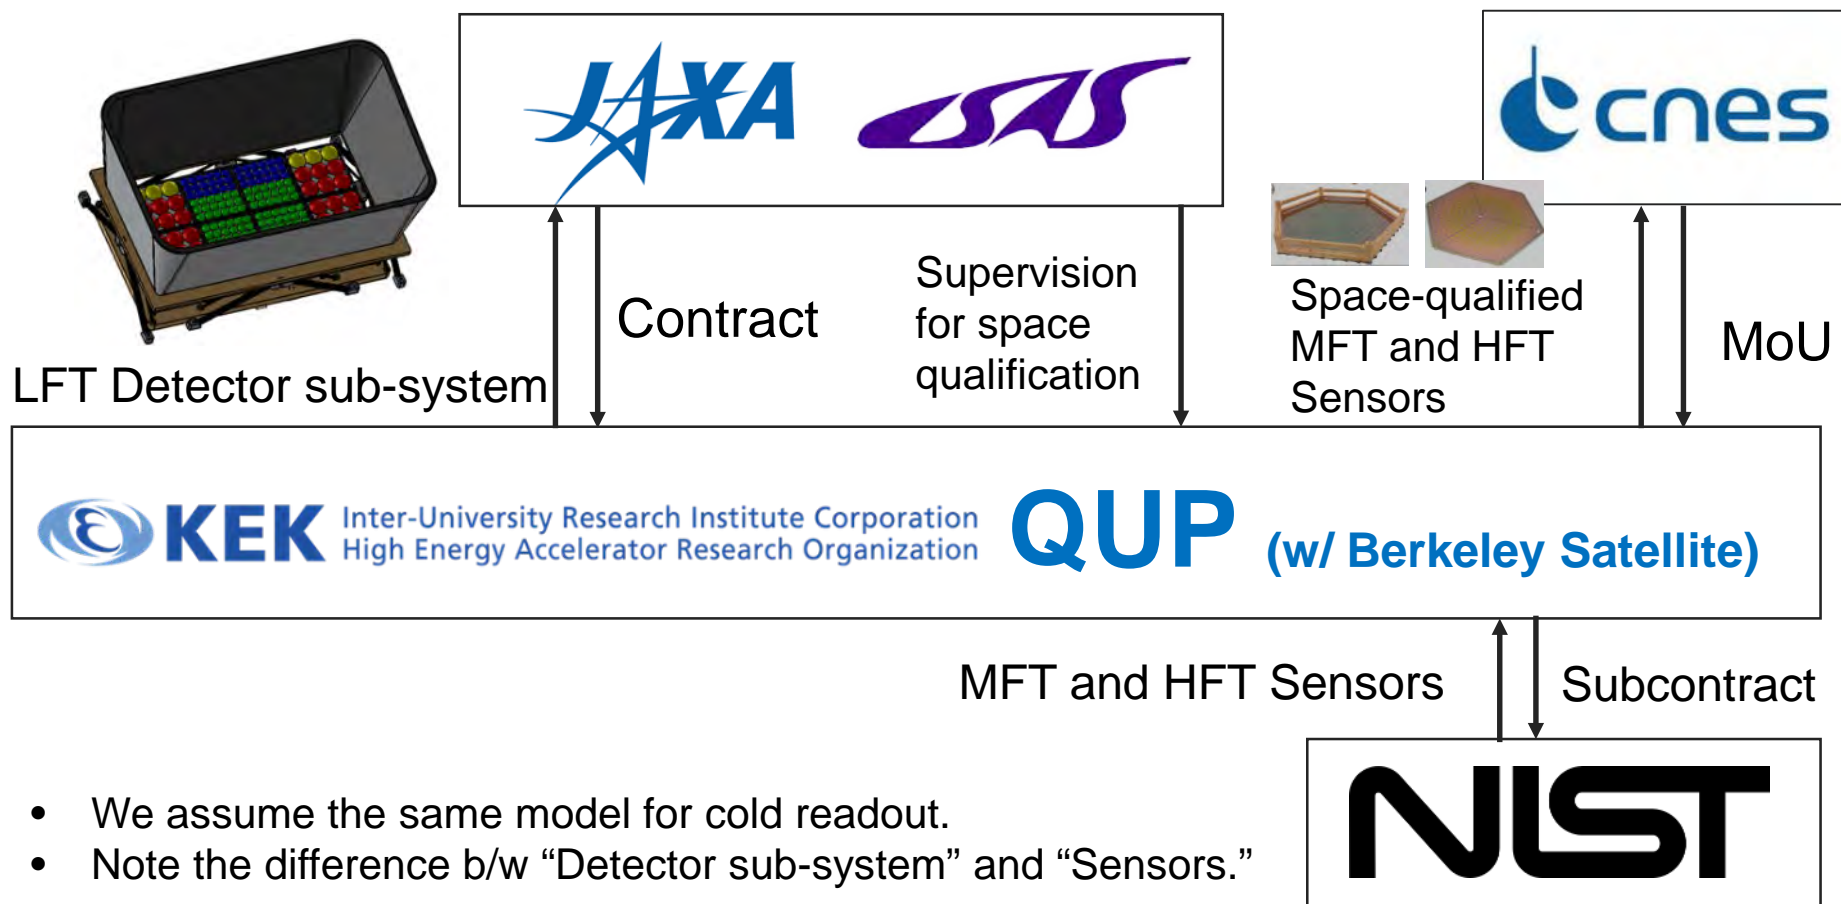 JAXA
ISAS
cnes
Supervision
for space
qualification
Contract
Space-qualified
MFT and HFT
Sensors
MoU
LFT Detector sub-system
KEK
Inter-University Research Institute Corporation
High Energy Accelerator Research Organization
QUP (w/ Berkeley Satellite)
MFT and HFT Sensors
Subcontract
NIST
• We assume the same model for cold readout.
• Note the difference b/w “Detector sub-system” and “Sensors.”